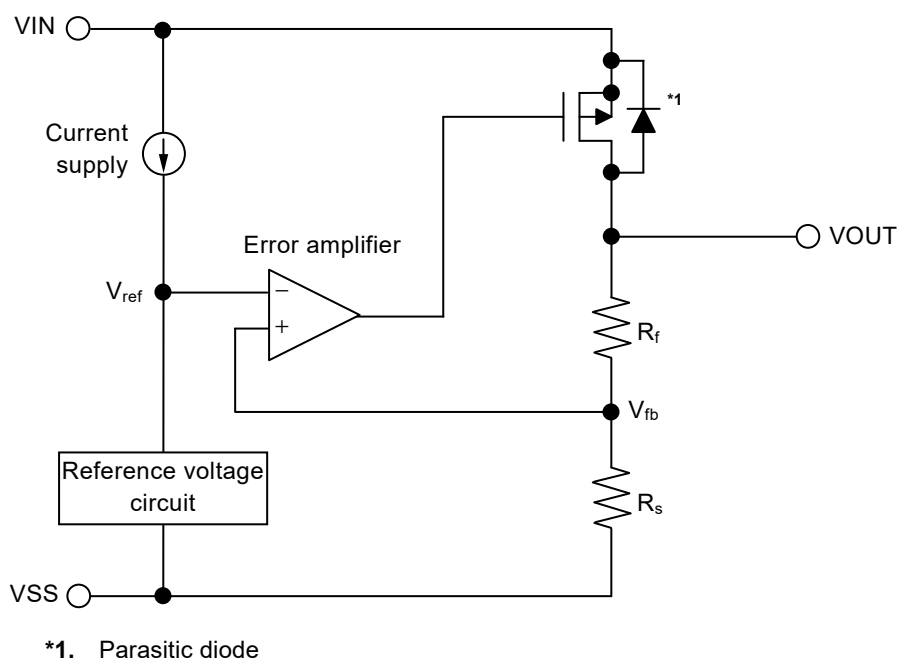 VIN
*1
Current
supply
Error amplifier
VOUT
Vref
−
+
Rf
Vfb
Reference voltage
circuit
Rs
VSS
*1. Parasitic diode